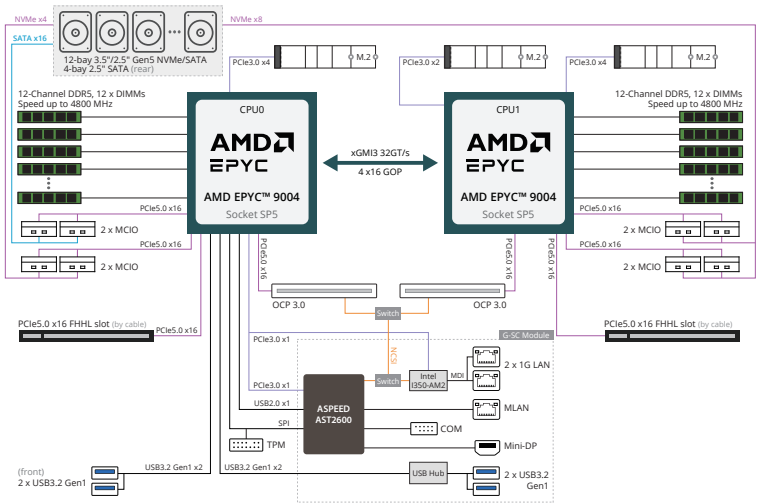 NVMe x4
NVMe x8
SATA x16
12-bay 3.5"/2.5" Gen5 NVMe/SATA
4-bay 2.5" SATA (rear)
PCIe3.0 x4
M.2
PCIe3.0 x2
M.2
PCIe3.0 x4
M.2
12-Channel DDR5, 12 x DIMMs
Speed up to 4800 MHz
12-Channel DDR5, 12 x DIMMs
Speed up to 4800 MHz
CPU0
AMD
EPYC
AMD EPYC™ 9004
Socket SP5
xGMI3 32GT/s
4 x16 GOP
CPU1
AMD
EPYC
AMD EPYC™ 9004
Socket SP5
PCIe5.0 x16
2 x MCIO
PCIe5.0 x16
2 x MCIO
PCIe5.0 x16
2 x MCIO
PCIe5.0 x16
2 x MCIO
PCIe5.0 x16
PCIe5.0 x16
PCIe5.0 x16
OCP 3.0
OCP 3.0
Switch
PCIe5.0 x16 FHHL slot (by cable)
PCIe5.0 x16
PCIe5.0 x16 FHHL slot (by cable)
G-SC Module
PCIe3.0 x1
NCSI
PCIe3.0 x1
Switch
Intel
I350-AM2
MDI
2 x 1G LAN
USB2.0 x1
ASPEED
AST2600
MLAN
SPI
TPM
COM
Mini-DP
(front)
2 x USB3.2 Gen1
USB3.2 Gen1 x2
USB3.2 Gen1 x2
USB Hub
2 x USB3.2
Gen1